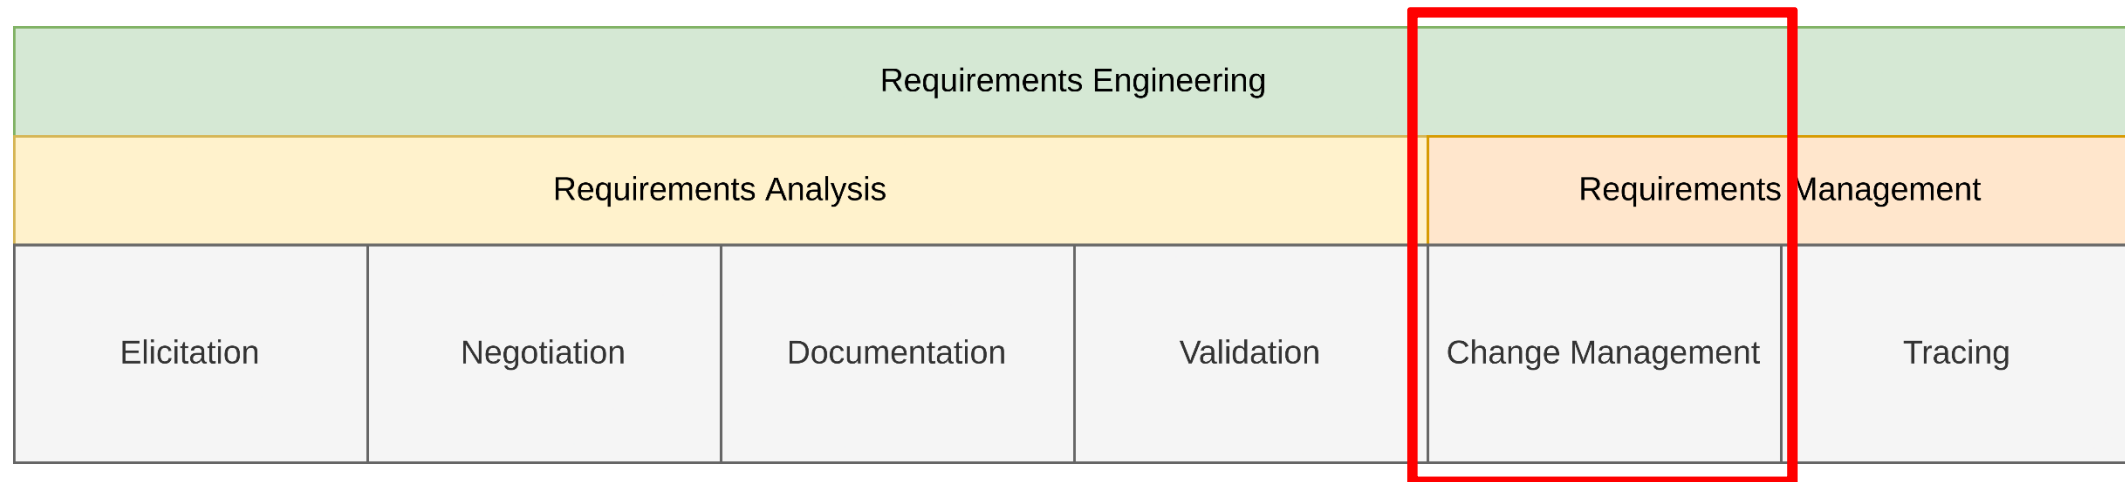 Requirements Engineering
Requirements Analysis
Requirements Management
Elicitation
Negotiation
Documentation
Validation
Change Management
Tracing